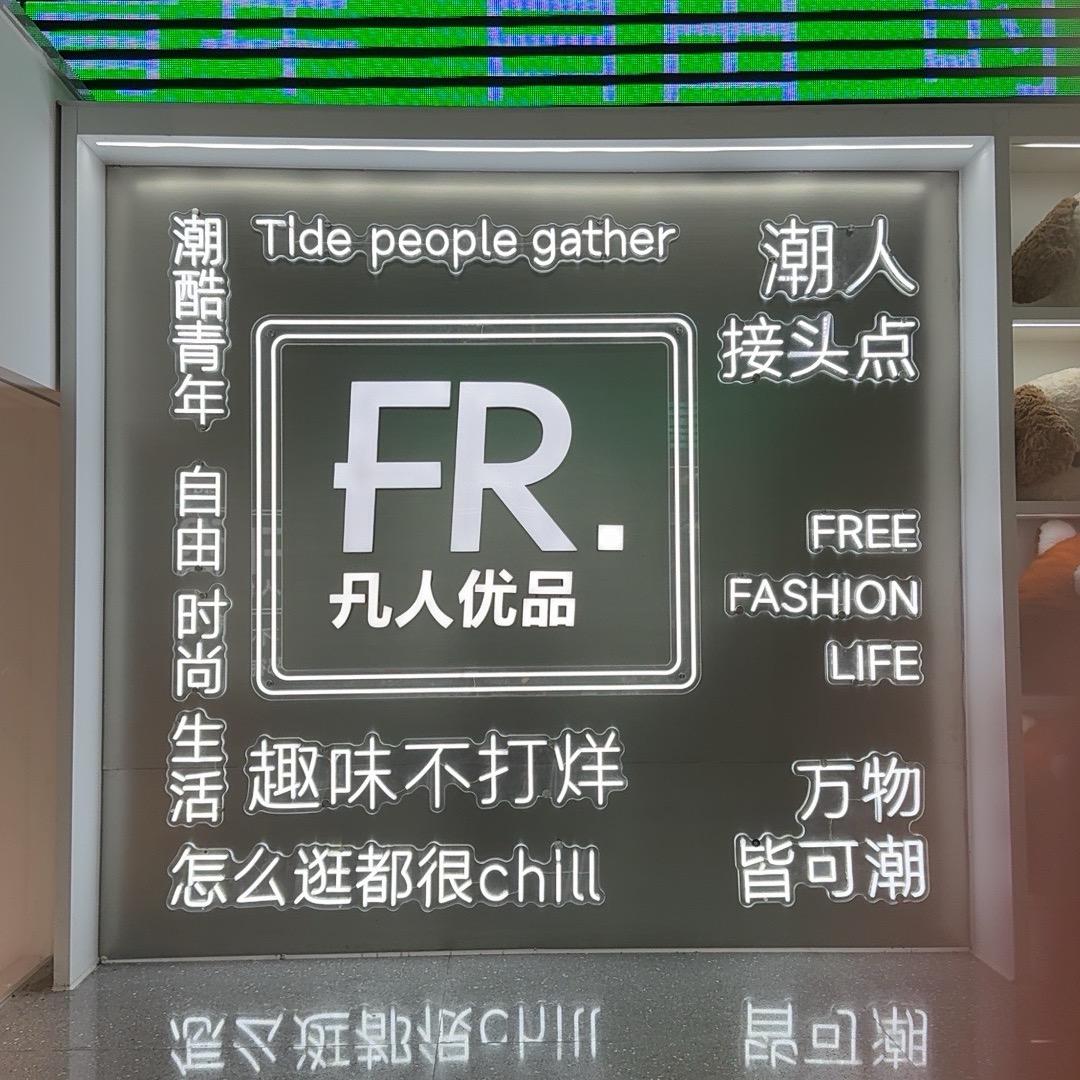 潮酷青年
自由
时尚
生活
Tide people gather
潮人
接头点
FR.
凡人优品
FREE
FASHION
LIFE
趣味不打烊
怎么逛都很chill
万物
皆可潮